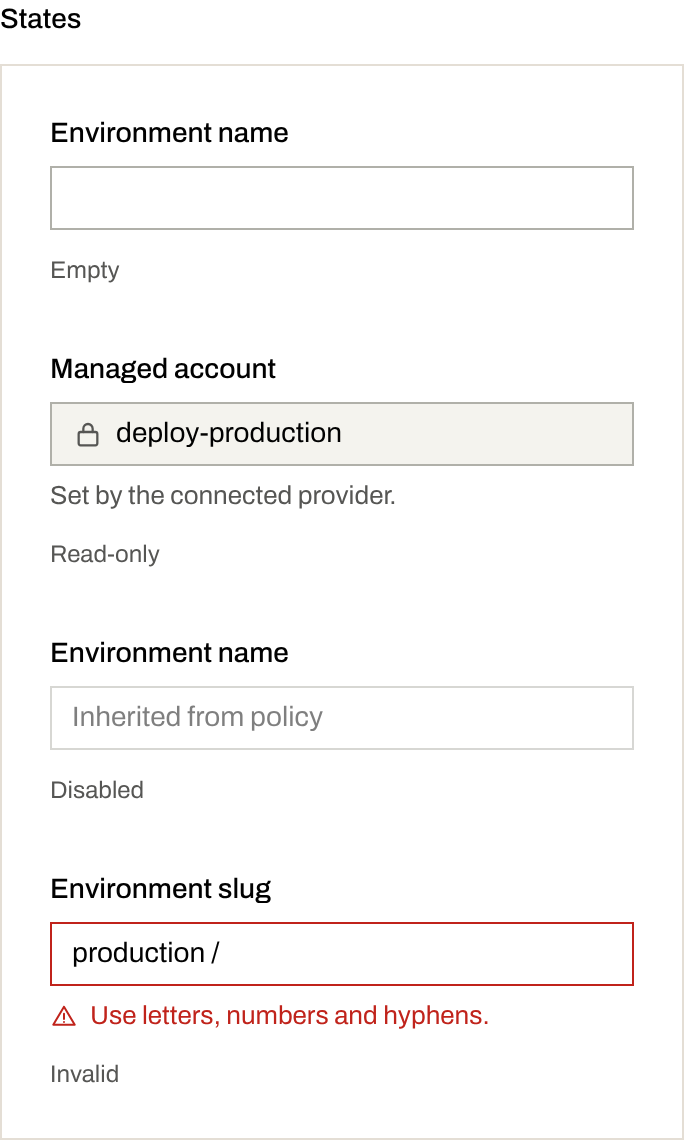 States
Environment name
Empty
Managed account
deploy-production
Set by the connected provider.
Read-only
Environment name
Inherited from policy
Disabled
Environment slug
production /
Use letters, numbers and hyphens.
Invalid